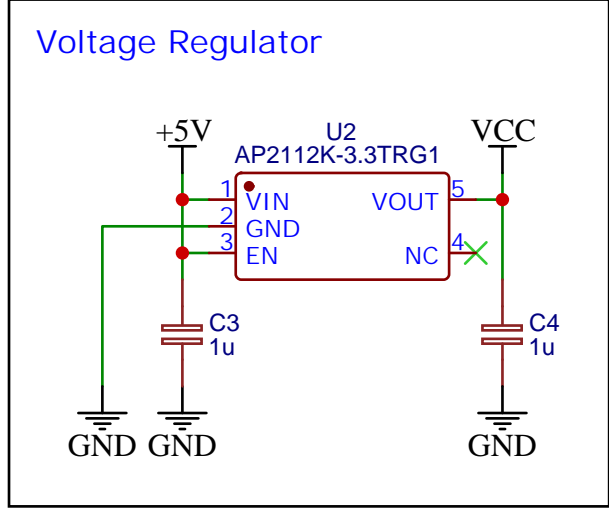 Voltage Regulator
+5V
U2
VCC
AP2112K-3.3TRG1
1
VIN
VOUT
5
2
GND
3
EN
NC
4
C3
1u
C4
1u
GND
GND
GND